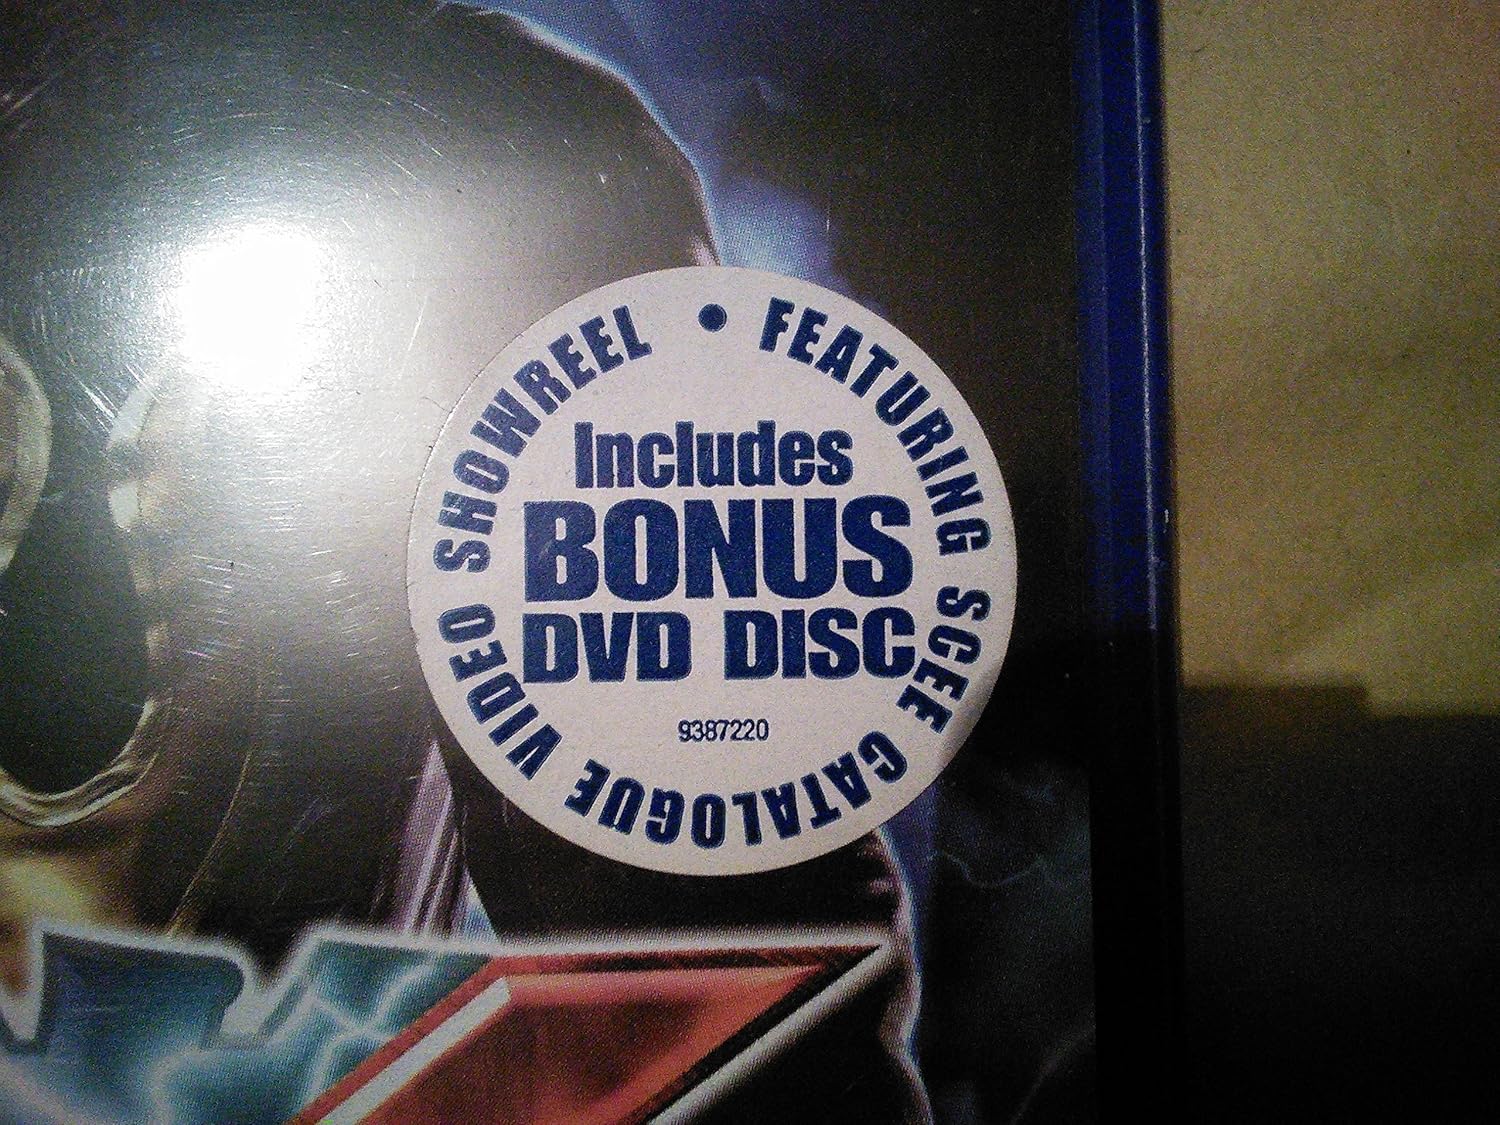 • FEATURING SCEE CATALOGUE VIDEO SHOWREEL
Includes
BONUS
DVD DISC
9387220